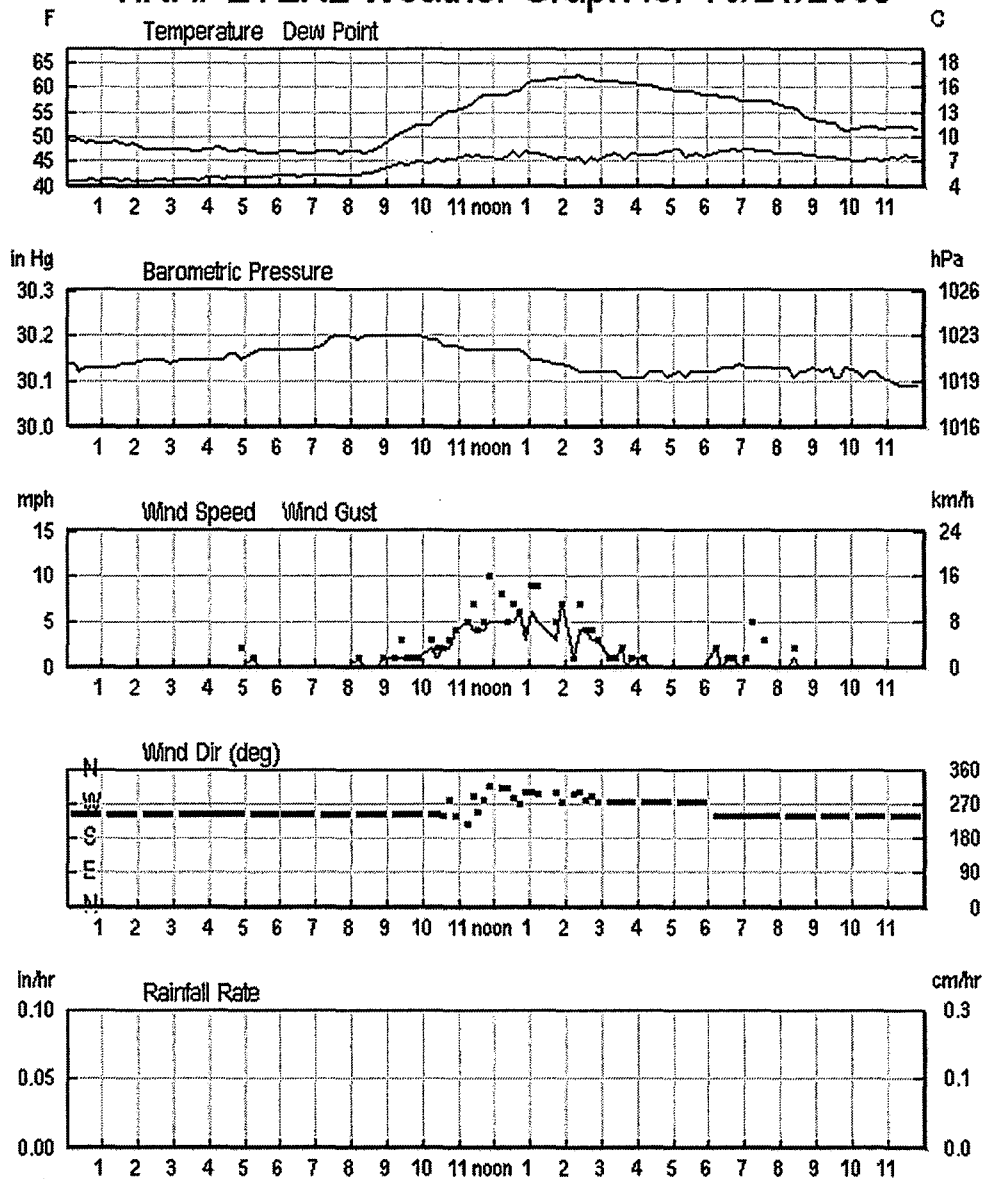 Weather Graph for
F C
Temperature Dew Point
65 18
60 16
55 13
50 10
45 7
40 4
1 2 3 4 5 6 7 8 9 10 11 noon 1 2 3 4 5 6 7 8 9 10 11
in Hg hPa
Barometric Pressure
30.3 1026
30.2 1023
30.1 1019
30.0 1016
1 2 3 4 5 6 7 8 9 10 11 noon 1 2 3 4 5 6 7 8 9 10 11
mph km/h
Wind Speed Wind Gust
15 24
10 16
5 8
0 0
1 2 3 4 5 6 7 8 9 10 11 noon 1 2 3 4 5 6 7 8 9 10 11
Wind Dir (deg)
N 360
W 270
S 180
E 90
N 0
1 2 3 4 5 6 7 8 9 10 11 noon 1 2 3 4 5 6 7 8 9 10 11
in/hr cm/hr
Rainfall Rate
0.10 0.3
0.05 0.1
0.00 0.0
1 2 3 4 5 6 7 8 9 10 11 noon 1 2 3 4 5 6 7 8 9 10 11